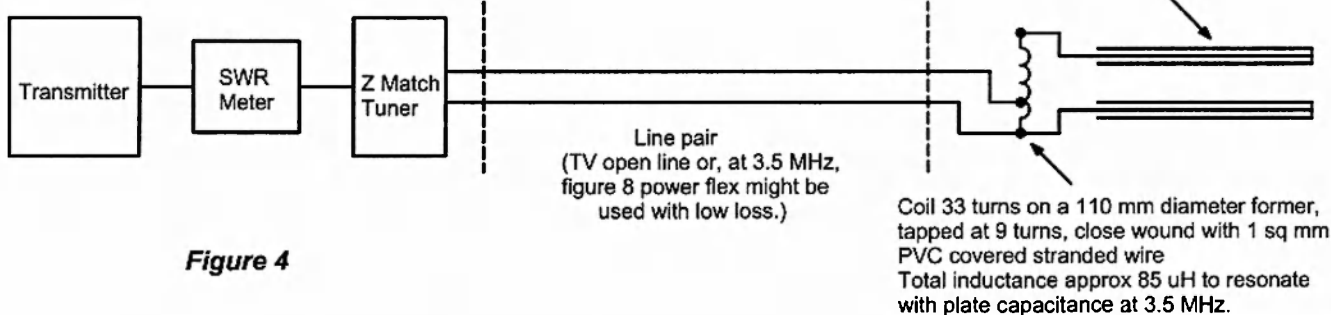 Transmitter
SWR
Meter
Z Match
Tuner
Line pair
(TV open line or, at 3.5 MHz,
figure 8 power flex might be
used with low loss.)
Coil 33 turns on a 110 mm diameter former,
tapped at 9 turns, close wound with 1 sq mm
PVC covered stranded wire
Total inductance approx 85 uH to resonate
with plate capacitance at 3.5 MHz.
Figure 4